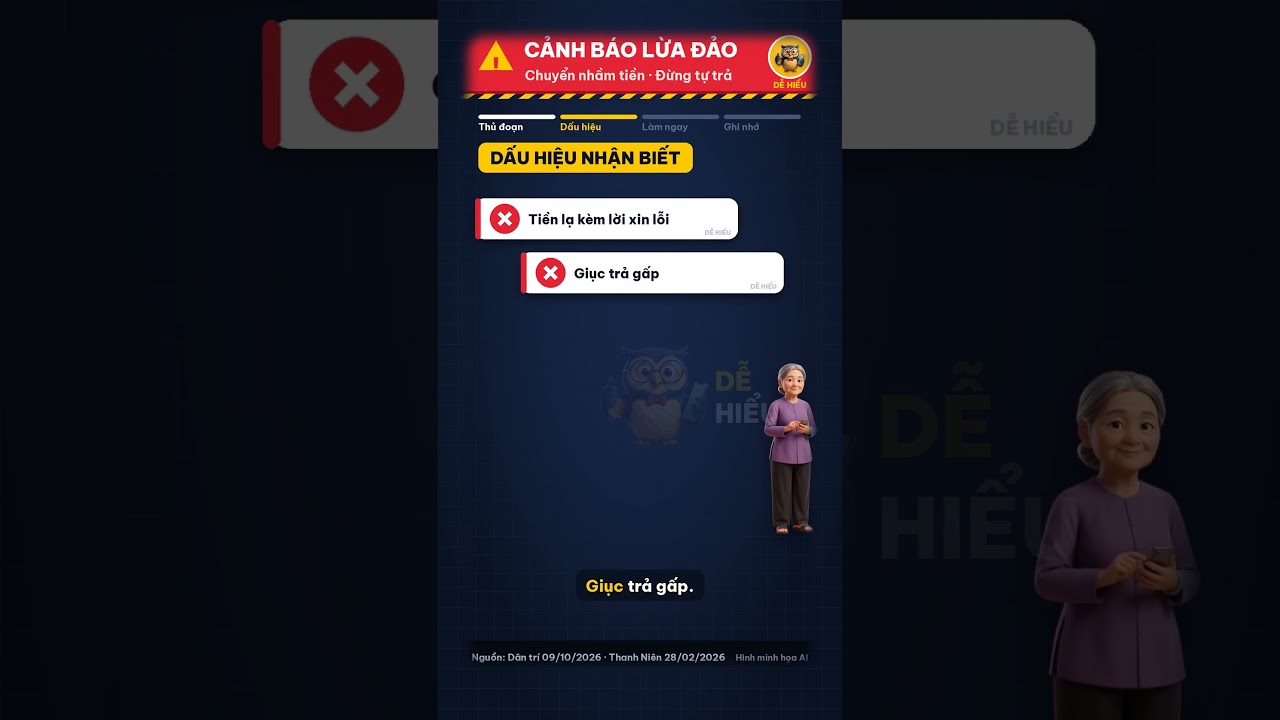 CẢNH BÁO LỪA ĐẢO
Chuyển nhầm tiền · Đừng tự trả
DỄ HIỂU
Thủ đoạn
Dấu hiệu
Làm ngay
Ghi nhớ
DẤU HIỆU NHẬN BIẾT
Tiền lạ kèm lời xin lỗi
DỄ HIỂU
Giục trả gấp
DỄ HIỂU
DỄ
HIỂU
Giục trả gấp.
Nguồn: Dân trí 09/10/2026 · Thanh Niên 28/02/2026
Hình minh họa AI
DỄ HIỂU
DỄ
HIỂU